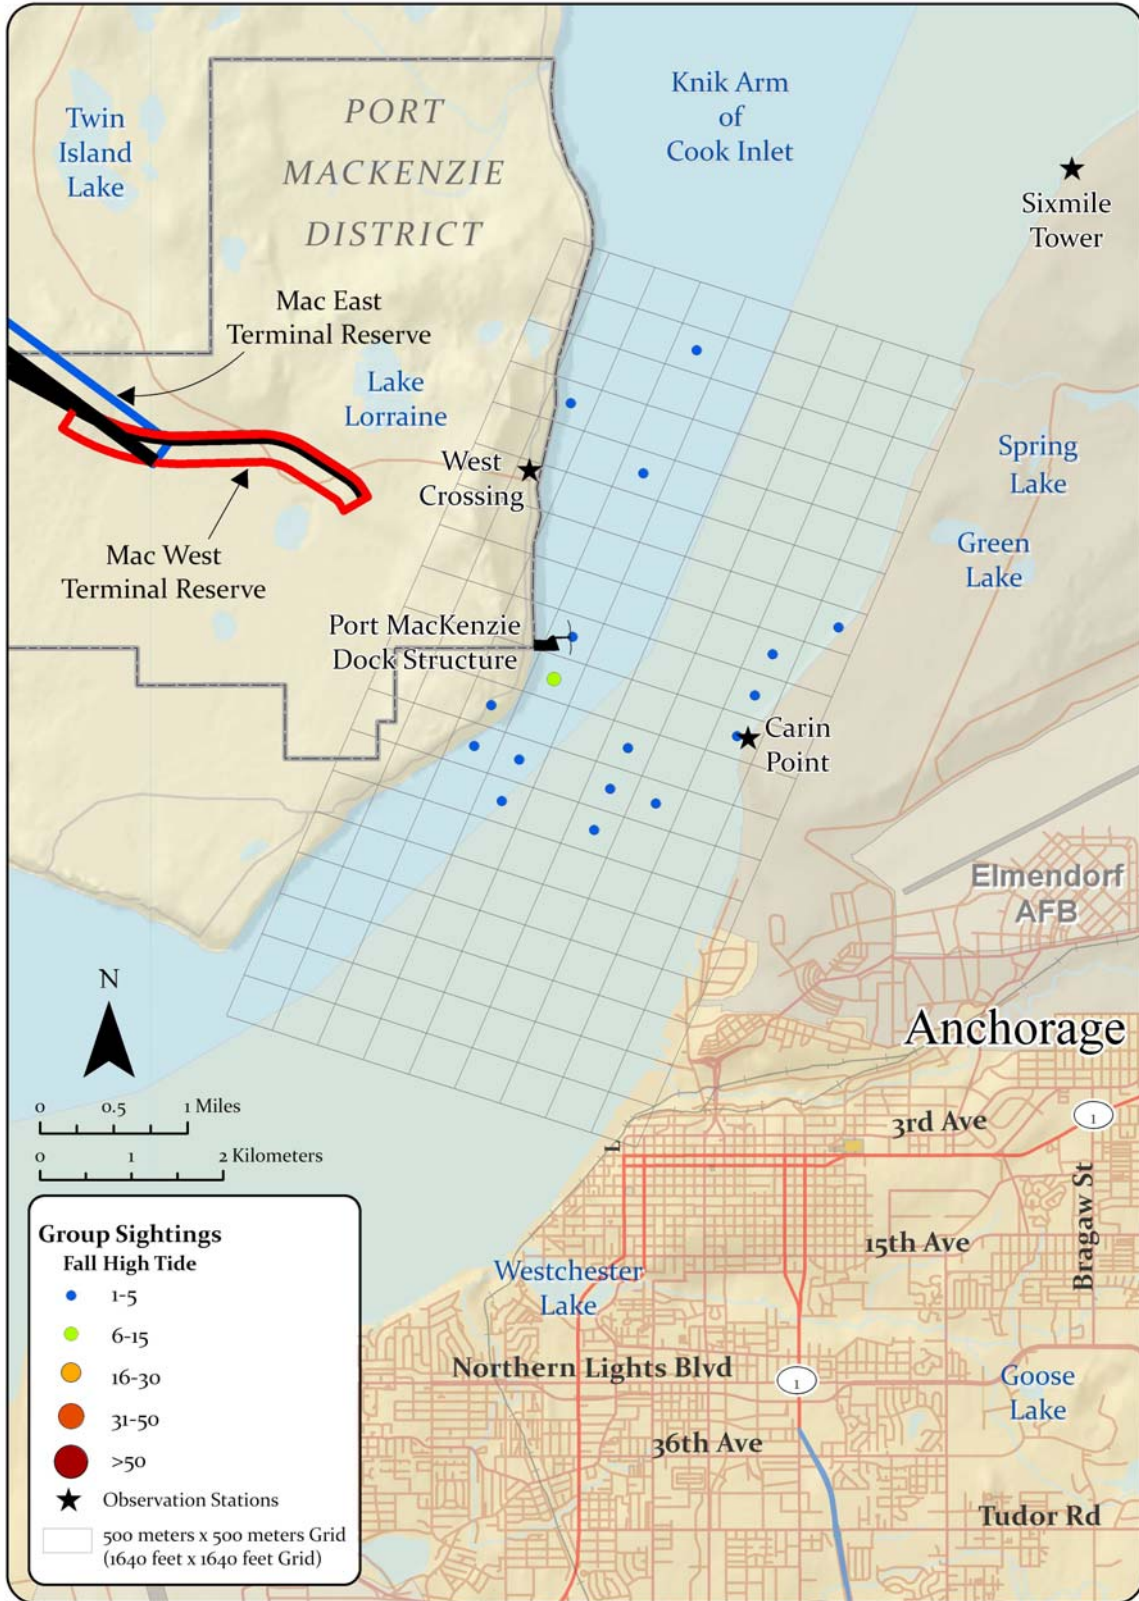 Twin
Island
Lake
PORT
MACKENZIE
DISTRICT
Knik Arm
of
Cook Inlet
Sixmile
Tower
Mac East
Terminal Reserve
Lake
Lorraine
West
Crossing
Spring
Lake
Green
Lake
Mac West
Terminal Reserve
Port MacKenzie
Dock Structure
Carin
Point
Elmendorf
AFB
N
Anchorage
0 0.5 1 Miles
0 1 2 Kilometers
3rd Ave
1
L
15th Ave
Bragaw St
Westchester
Lake
Northern Lights Blvd
1
Goose
Lake
36th Ave
Tudor Rd
Group Sightings
Fall High Tide
1-5
6-15
16-30
31-50
>50
Observation Stations
500 meters x 500 meters Grid
(1640 feet x 1640 feet Grid)